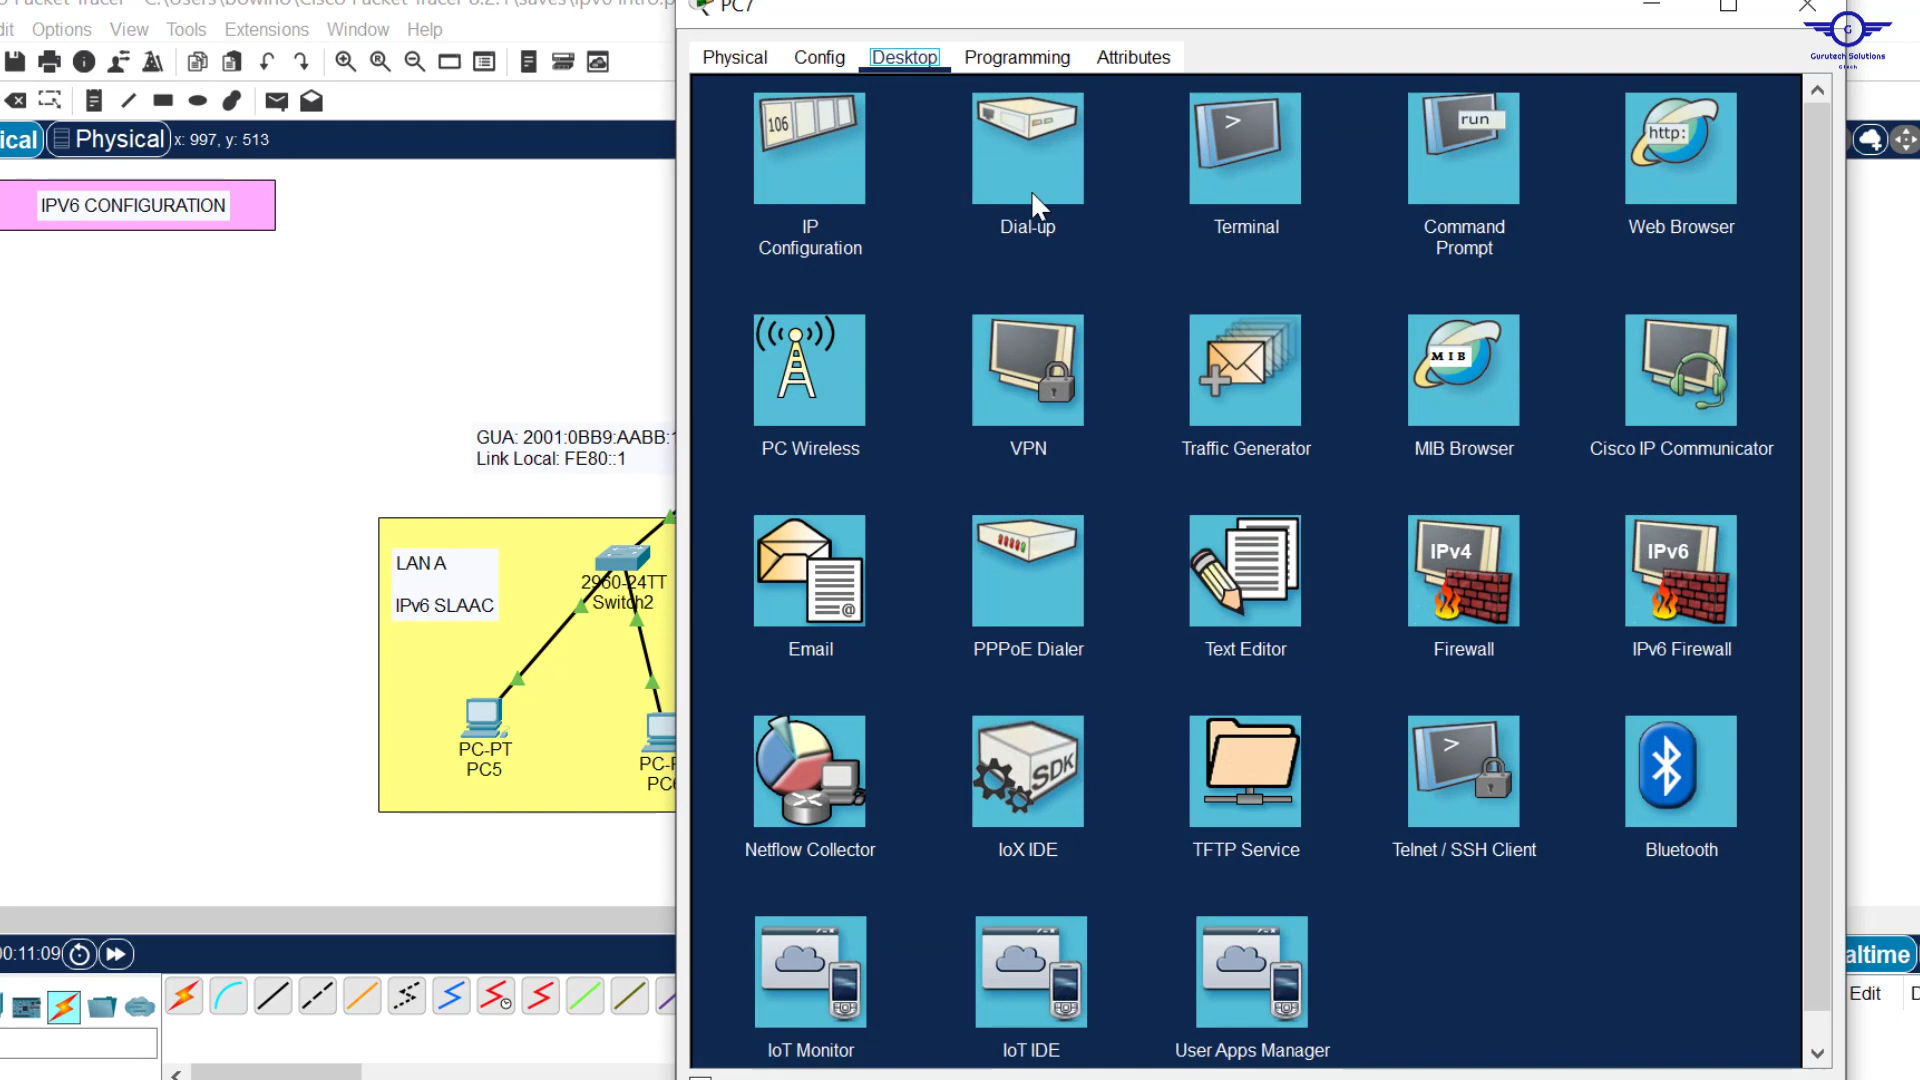 PC7
Options View Tools Extensions Window Help
Physical Config Desktop Programming Attributes
Gurutech Solutions
Gtech
Physical x: 997, y: 513
IPV6 CONFIGURATION
106
run
http:
IP
Configuration
Dial-up
Terminal
Command
Prompt
Web Browser
MIB
PC Wireless
VPN
Traffic Generator
MIB Browser
Cisco IP Communicator
GUA: 2001:0BB9:AABB:
Link Local: FE80::1
LAN A
IPv6 SLAAC
2960-24TT
Switch2
PC-PT
PC5
IPv4
IPv6
Email
PPPoE Dialer
Text Editor
Firewall
IPv6 Firewall
SDK
Netflow Collector
IoX IDE
TFTP Service
Telnet / SSH Client
Bluetooth
IoT Monitor
IoT IDE
User Apps Manager
0:11:09
altime
Edit